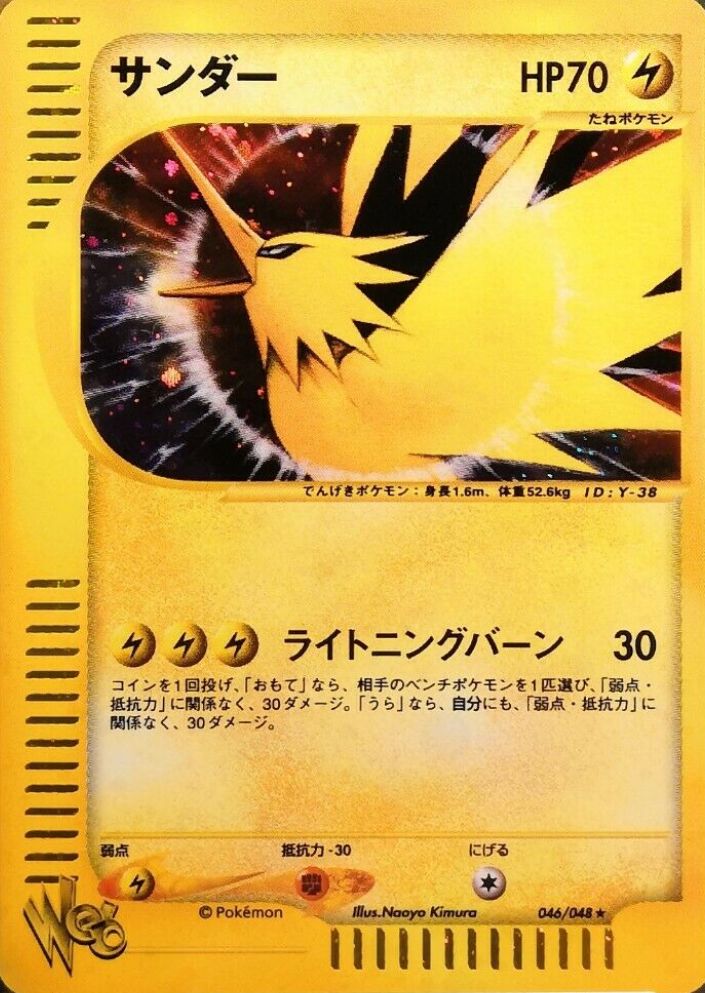 サンダー HP70
たねポケモン
でんげきポケモン：身長1.6m、体重52.6kg ID:Y-38
ライトニングバーン 30
コインを1回投げ、「おもて」なら、相手のベンチポケモンを1匹選び、「弱点・
抵抗力」に関係なく、30ダメージ。「うら」なら、自分にも、「弱点・抵抗力」に
関係なく、30ダメージ。
弱点 抵抗力 -30 にげる
Web ©Pokémon Illus.Naoyo Kimura 046/048★